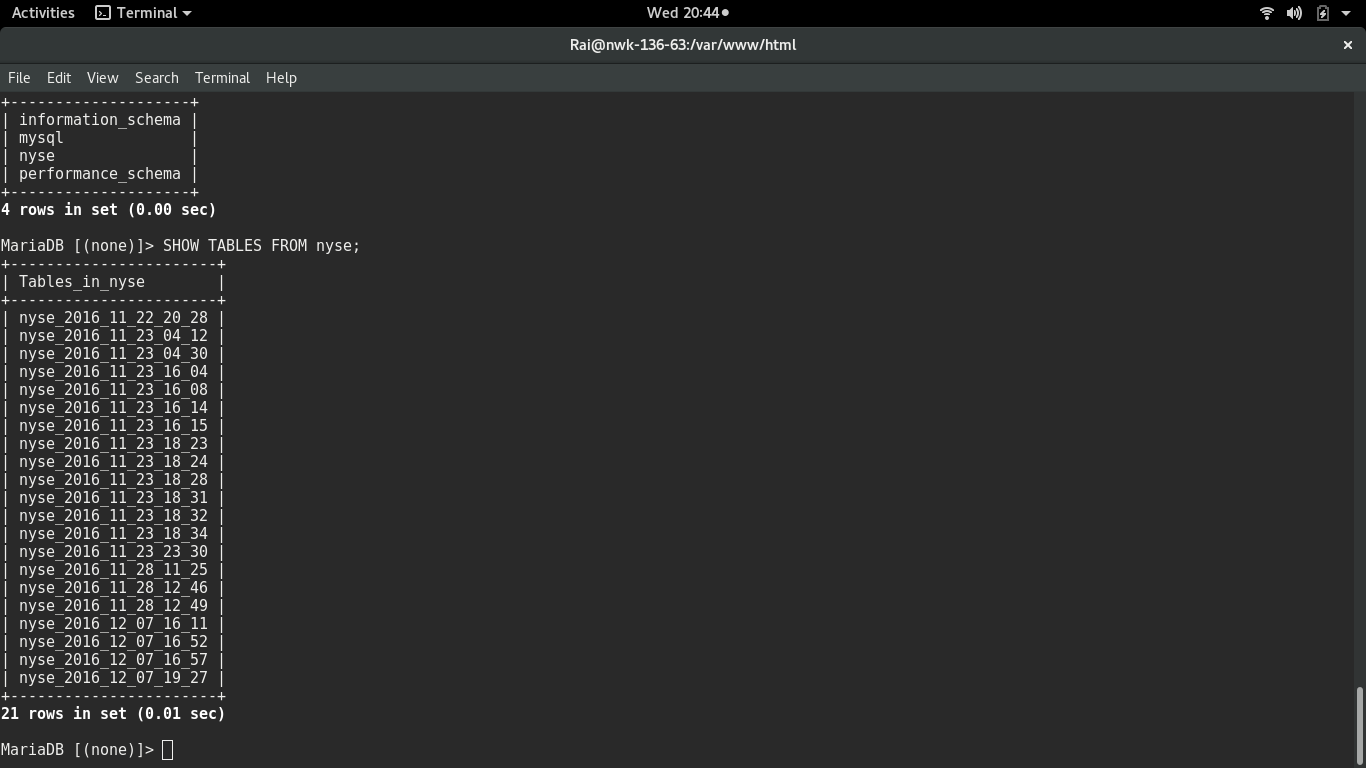 Activities Terminal Wed 20:44
Rai@nwk-136-63:/var/www/html ×
File Edit View Search Terminal Help
+--------------------+
| information_schema |
| mysql              |
| nyse               |
| performance_schema |
+--------------------+
4 rows in set (0.00 sec)

MariaDB [(none)]> SHOW TABLES FROM nyse;
+-----------------------+
| Tables_in_nyse        |
+-----------------------+
| nyse_2016_11_22_20_28 |
| nyse_2016_11_23_04_12 |
| nyse_2016_11_23_04_30 |
| nyse_2016_11_23_16_04 |
| nyse_2016_11_23_16_08 |
| nyse_2016_11_23_16_14 |
| nyse_2016_11_23_16_15 |
| nyse_2016_11_23_18_23 |
| nyse_2016_11_23_18_24 |
| nyse_2016_11_23_18_28 |
| nyse_2016_11_23_18_31 |
| nyse_2016_11_23_18_32 |
| nyse_2016_11_23_18_34 |
| nyse_2016_11_23_23_30 |
| nyse_2016_11_28_11_25 |
| nyse_2016_11_28_12_46 |
| nyse_2016_11_28_12_49 |
| nyse_2016_12_07_16_11 |
| nyse_2016_12_07_16_52 |
| nyse_2016_12_07_16_57 |
| nyse_2016_12_07_19_27 |
+-----------------------+
21 rows in set (0.01 sec)

MariaDB [(none)]>